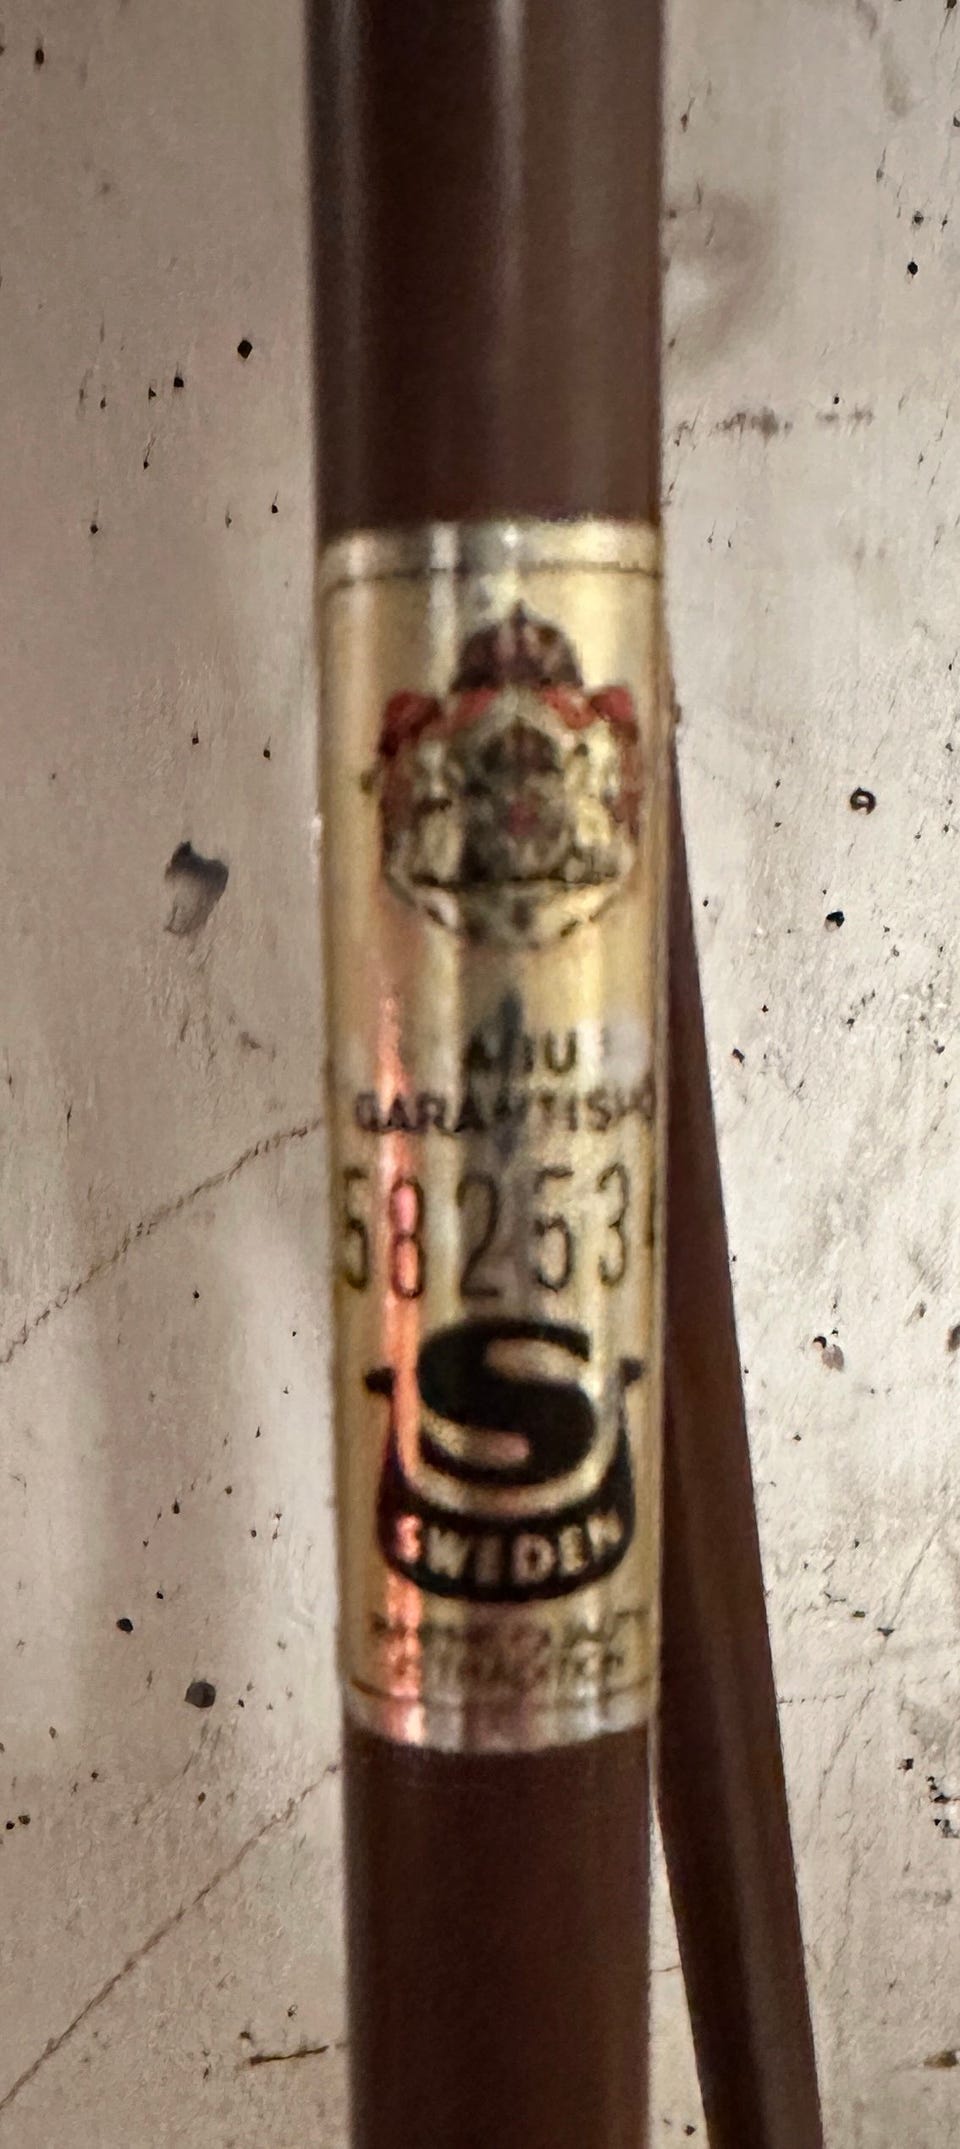 ABU
GARANTISK
58253
S
SWEDEN